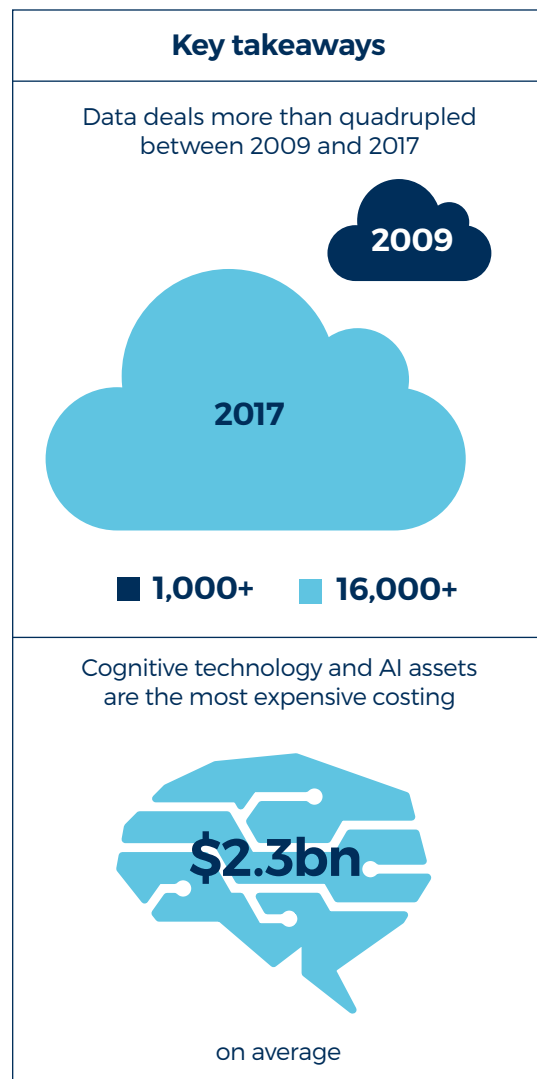 Key takeaways
Data deals more than quadrupled
between 2009 and 2017
2009
2017
1,000+ 16,000+
Cognitive technology and AI assets
are the most expensive costing
$2.3bn
on average